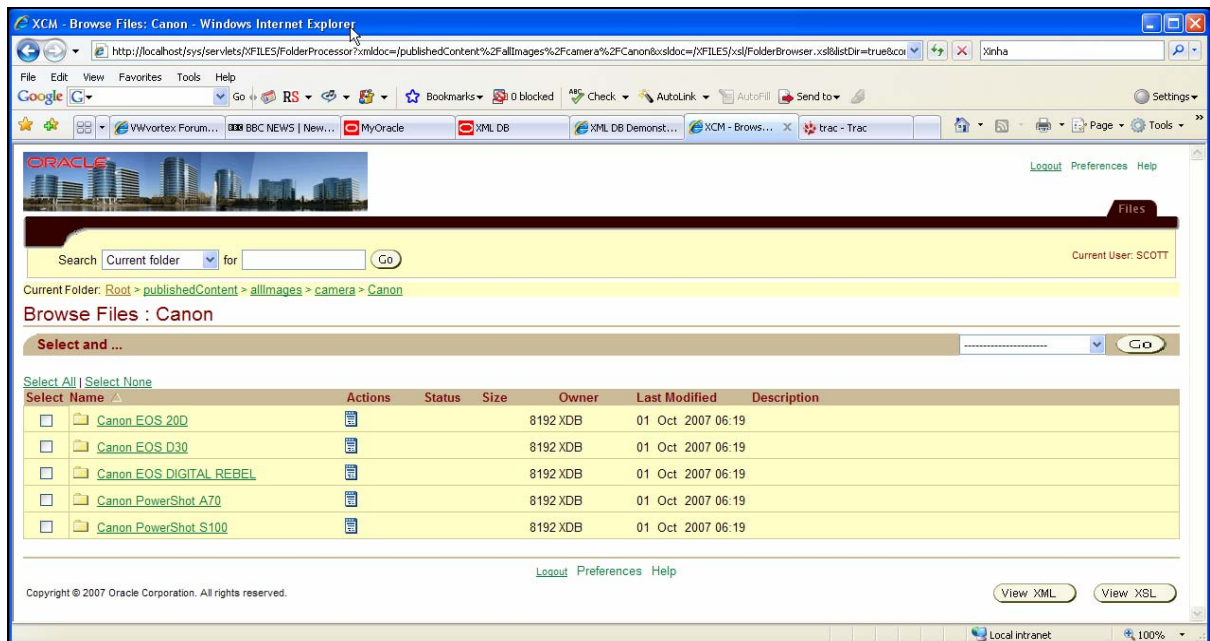 XCM - Browse Files: Canon - Windows Internet Explorer
http://localhost/sys/servlets/XFILES/FolderProcessor?xmldoc=/publishedContent%2FallImages%2Fcamera%2FCanon&xsldoc=/XFILES/xsl/FolderBrowser.xsl&listDir=true&co Xinha
File Edit View Favorites Tools Help
Google G Go RS Bookmarks 0 blocked ABC Check AutoLink AutoFill Send to Settings
VWvortex Forum... BBC BBC NEWS | New... MyOracle XML DB XML DB Demonst... XCM - Brows... X trac - Trac Page Tools »
ORACLE
Logout Preferences Help
Files
Search Current folder for Go
Current User: SCOTT
Current Folder: Root > publishedContent > allImages > camera > Canon
Browse Files : Canon
Select and ... ---------------------- Go
Select All | Select None
Select Name Actions Status Size Owner Last Modified Description
Canon EOS 20D 8192 XDB 01 Oct 2007 06:19
Canon EOS D30 8192 XDB 01 Oct 2007 06:19
Canon EOS DIGITAL REBEL 8192 XDB 01 Oct 2007 06:19
Canon PowerShot A70 8192 XDB 01 Oct 2007 06:19
Canon PowerShot S100 8192 XDB 01 Oct 2007 06:19
Logout Preferences Help
Copyright © 2007 Oracle Corporation. All rights reserved.
View XML View XSL
Local intranet 100%